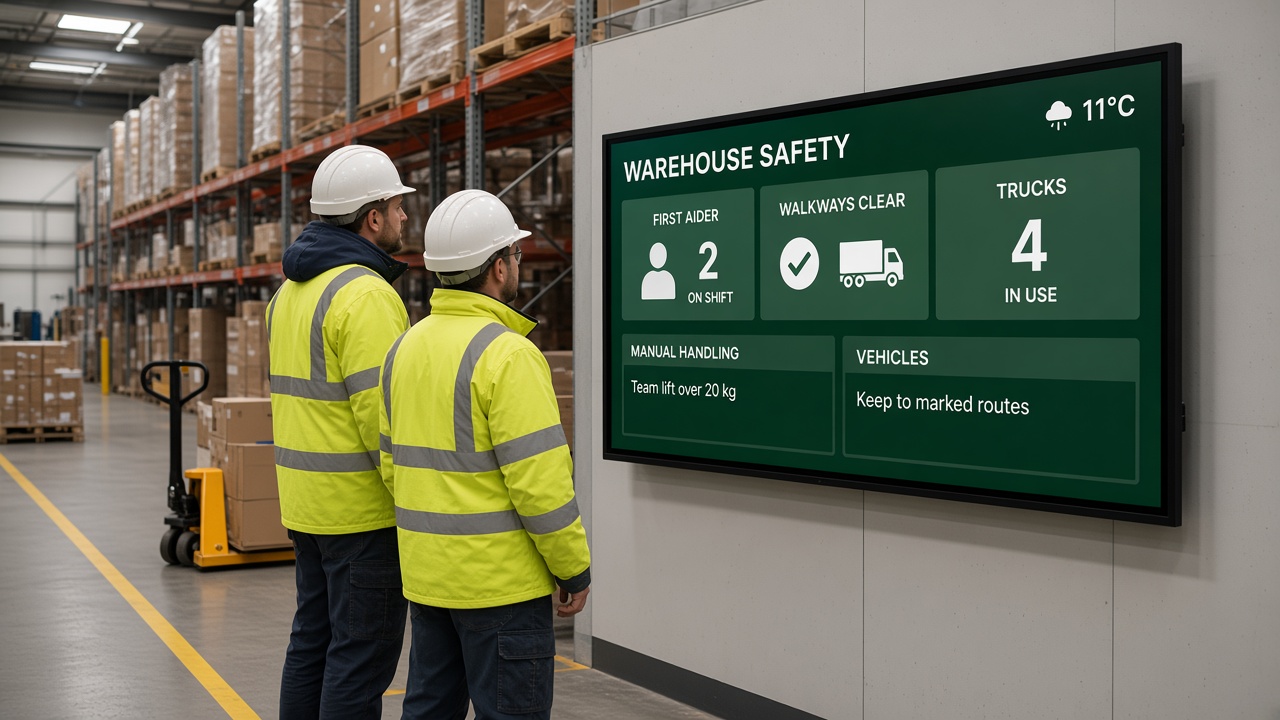 11°C
WAREHOUSE SAFETY
FIRST AIDER
2
ON SHIFT
WALKWAYS CLEAR
TRUCKS
4
IN USE
MANUAL HANDLING
Team lift over 20 kg
VEHICLES
Keep to marked routes